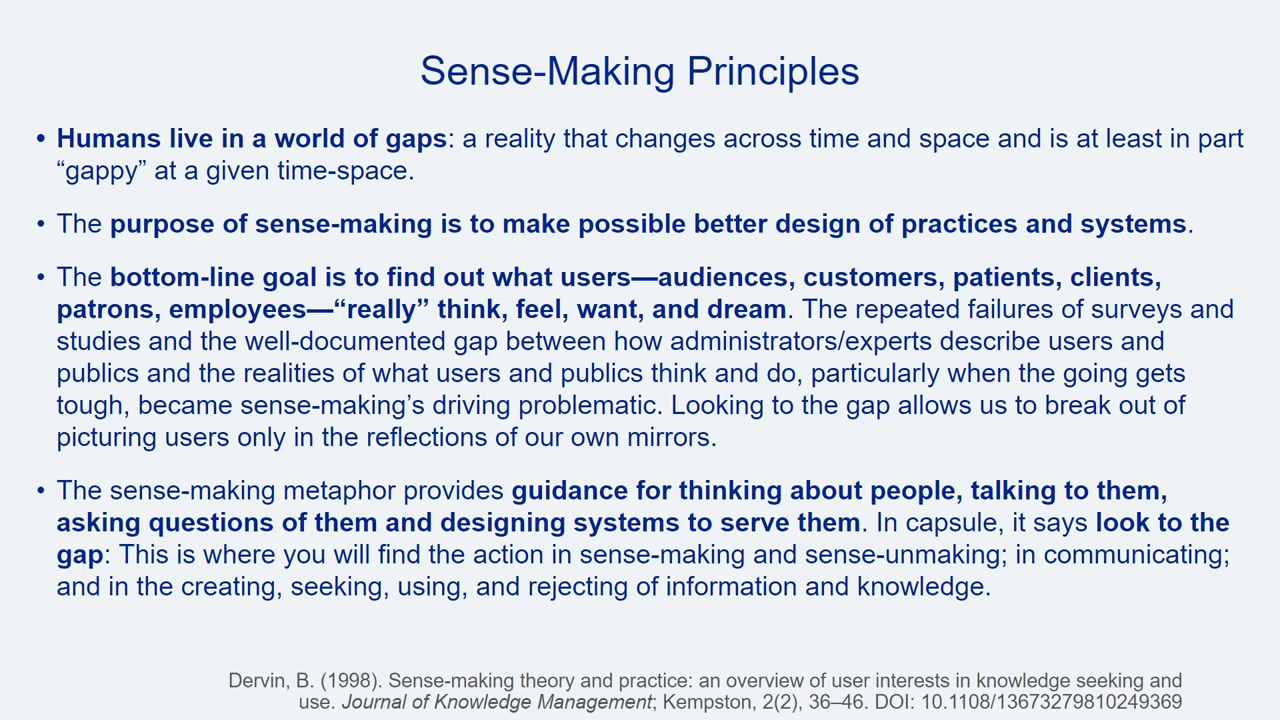 Sense-Making Principles
• Humans live in a world of gaps: a reality that changes across time and space and is at least in part
“gappy” at a given time-space.
• The purpose of sense-making is to make possible better design of practices and systems.
• The bottom-line goal is to find out what users—audiences, customers, patients, clients,
patrons, employees—“really” think, feel, want, and dream. The repeated failures of surveys and
studies and the well-documented gap between how administrators/experts describe users and
publics and the realities of what users and publics think and do, particularly when the going gets
tough, became sense-making’s driving problematic. Looking to the gap allows us to break out of
picturing users only in the reflections of our own mirrors.
• The sense-making metaphor provides guidance for thinking about people, talking to them,
asking questions of them and designing systems to serve them. In capsule, it says look to the
gap: This is where you will find the action in sense-making and sense-unmaking; in communicating;
and in the creating, seeking, using, and rejecting of information and knowledge.
Dervin, B. (1998). Sense-making theory and practice: an overview of user interests in knowledge seeking and
use. Journal of Knowledge Management; Kempston, 2(2), 36–46. DOI: 10.1108/13673279810249369